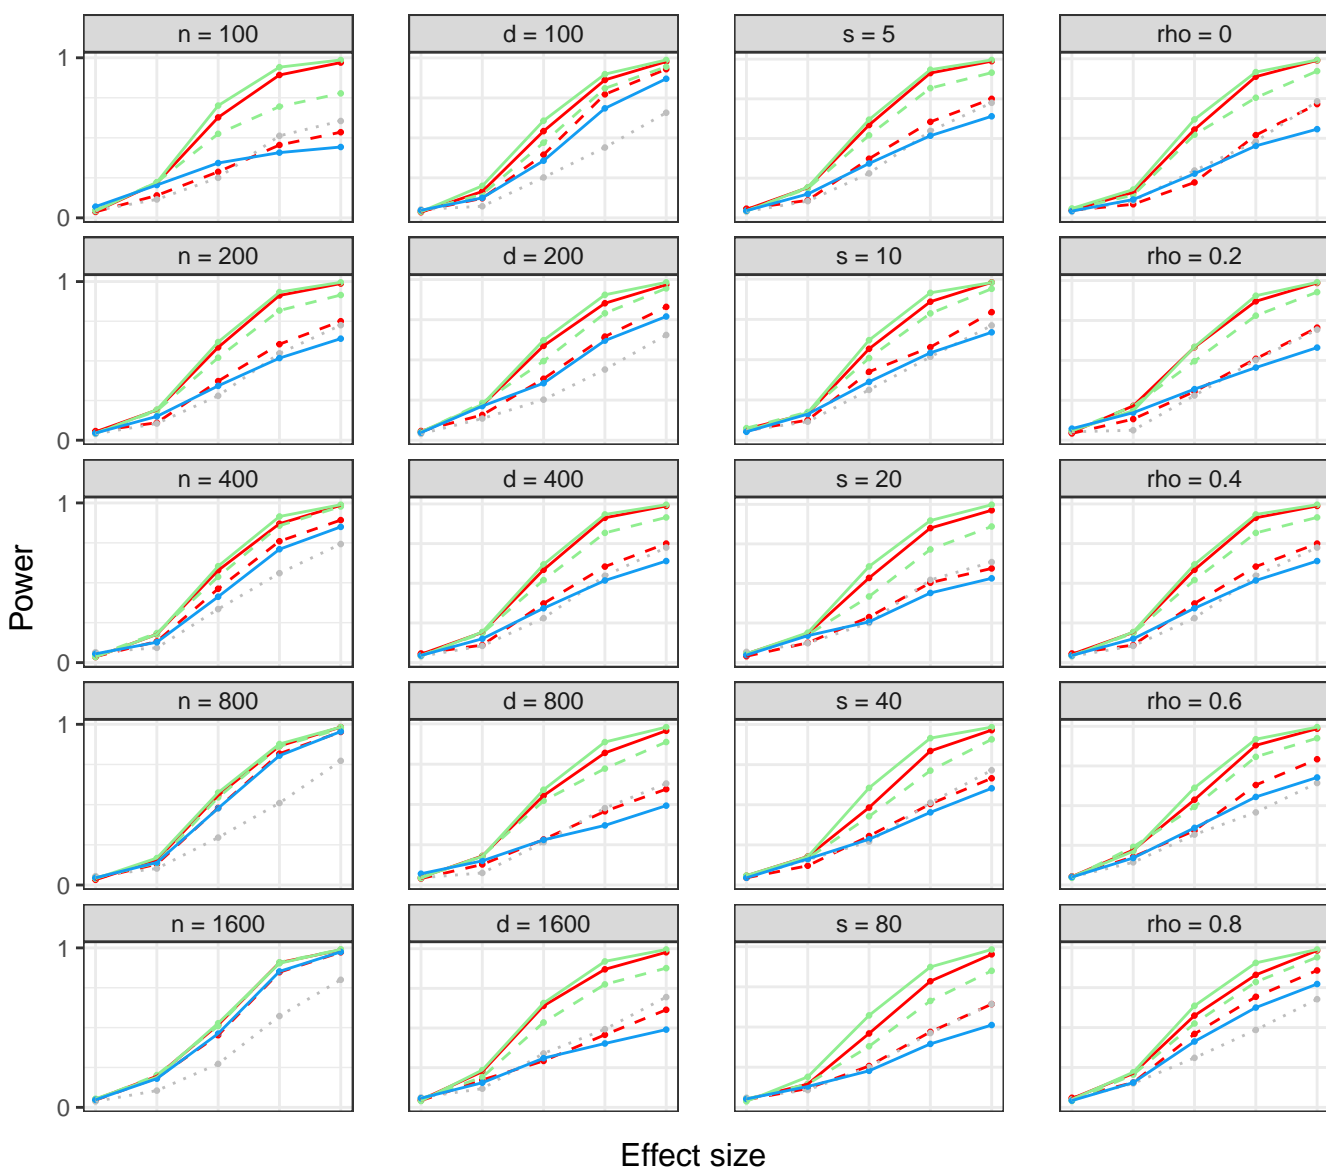 n = 100
d = 100
s = 5
rho = 0
1
0
n = 200
d = 200
s = 10
rho = 0.2
1
0
n = 400
d = 400
s = 20
rho = 0.4
1
0
n = 800
d = 800
s = 40
rho = 0.6
1
0
n = 1600
d = 1600
s = 80
rho = 0.8
1
0
Power
Effect size